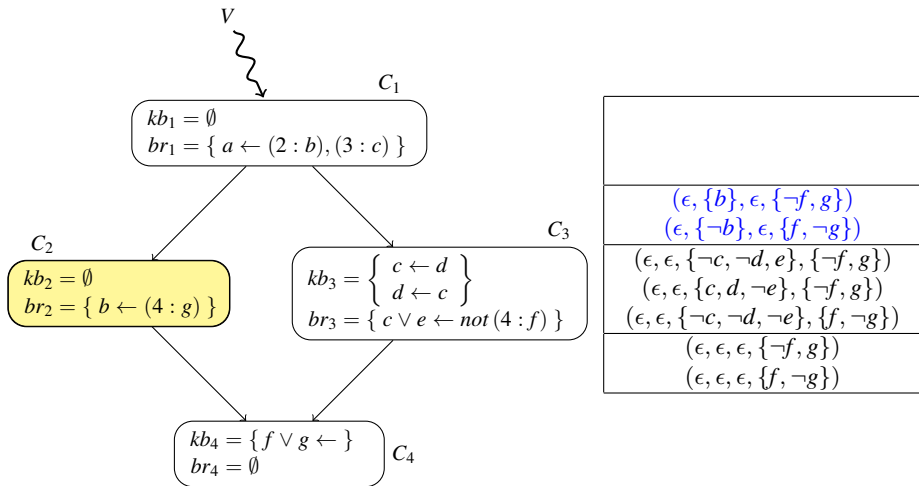 V
C₁
kb₁ = ∅
br₁ = { a ← (2 : b), (3 : c) }
C₂
kb₂ = ∅
br₂ = { b ← (4 : g) }
C₃
kb₃ = { c ← d
d ← c }
br₃ = { c ∨ e ← not (4 : f) }
kb₄ = { f ∨ g ← }
br₄ = ∅
C₄
(ϵ, {b}, ϵ, {¬f, g})
(ϵ, {¬b}, ϵ, {f, ¬g})
(ϵ, ϵ, {¬c, ¬d, e}, {¬f, g})
(ϵ, ϵ, {c, d, ¬e}, {¬f, g})
(ϵ, ϵ, {¬c, ¬d, ¬e}, {f, ¬g})
(ϵ, ϵ, ϵ, {¬f, g})
(ϵ, ϵ, ϵ, {f, ¬g})